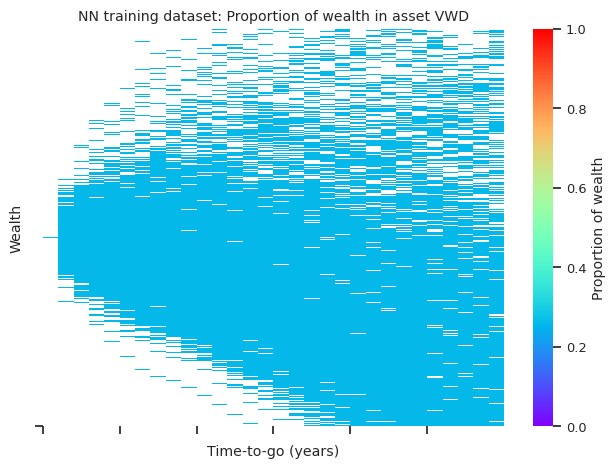 NN training dataset: Proportion of wealth in asset VWD
Wealth
Time-to-go (years)
1.0
0.8
0.6
0.4
0.2
0.0
Proportion of wealth